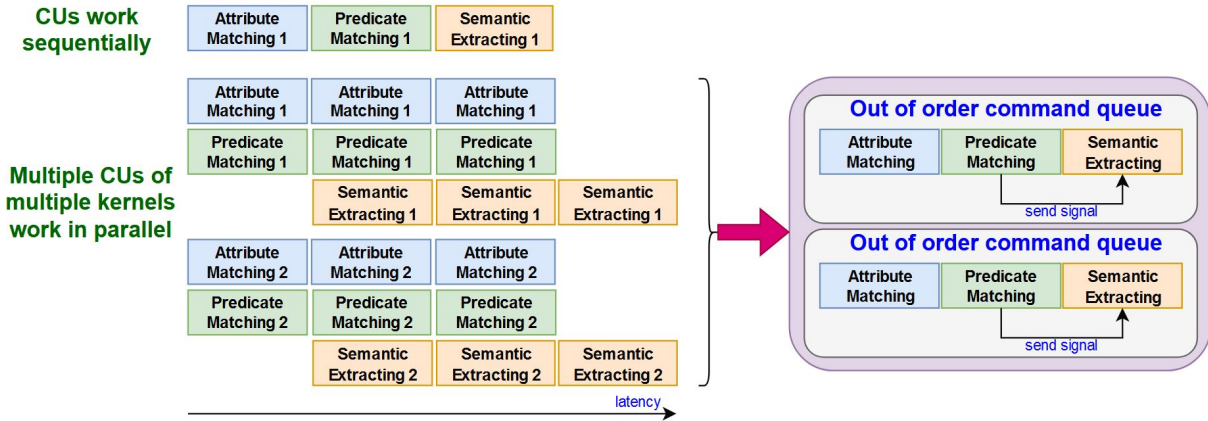 CUs work
sequentially
Attribute
Matching 1
Predicate
Matching 1
Semantic
Extracting 1
Multiple CUs of
multiple kernels
work in parallel
Attribute
Matching 1
Attribute
Matching 1
Attribute
Matching 1
Predicate
Matching 1
Predicate
Matching 1
Predicate
Matching 1
Semantic
Extracting 1
Semantic
Extracting 1
Semantic
Extracting 1
Attribute
Matching 2
Attribute
Matching 2
Attribute
Matching 2
Predicate
Matching 2
Predicate
Matching 2
Predicate
Matching 2
Semantic
Extracting 2
Semantic
Extracting 2
Semantic
Extracting 2
latency
Out of order command queue
Attribute
Matching
Predicate
Matching
Semantic
Extracting
send signal
Out of order command queue
Attribute
Matching
Predicate
Matching
Semantic
Extracting
send signal